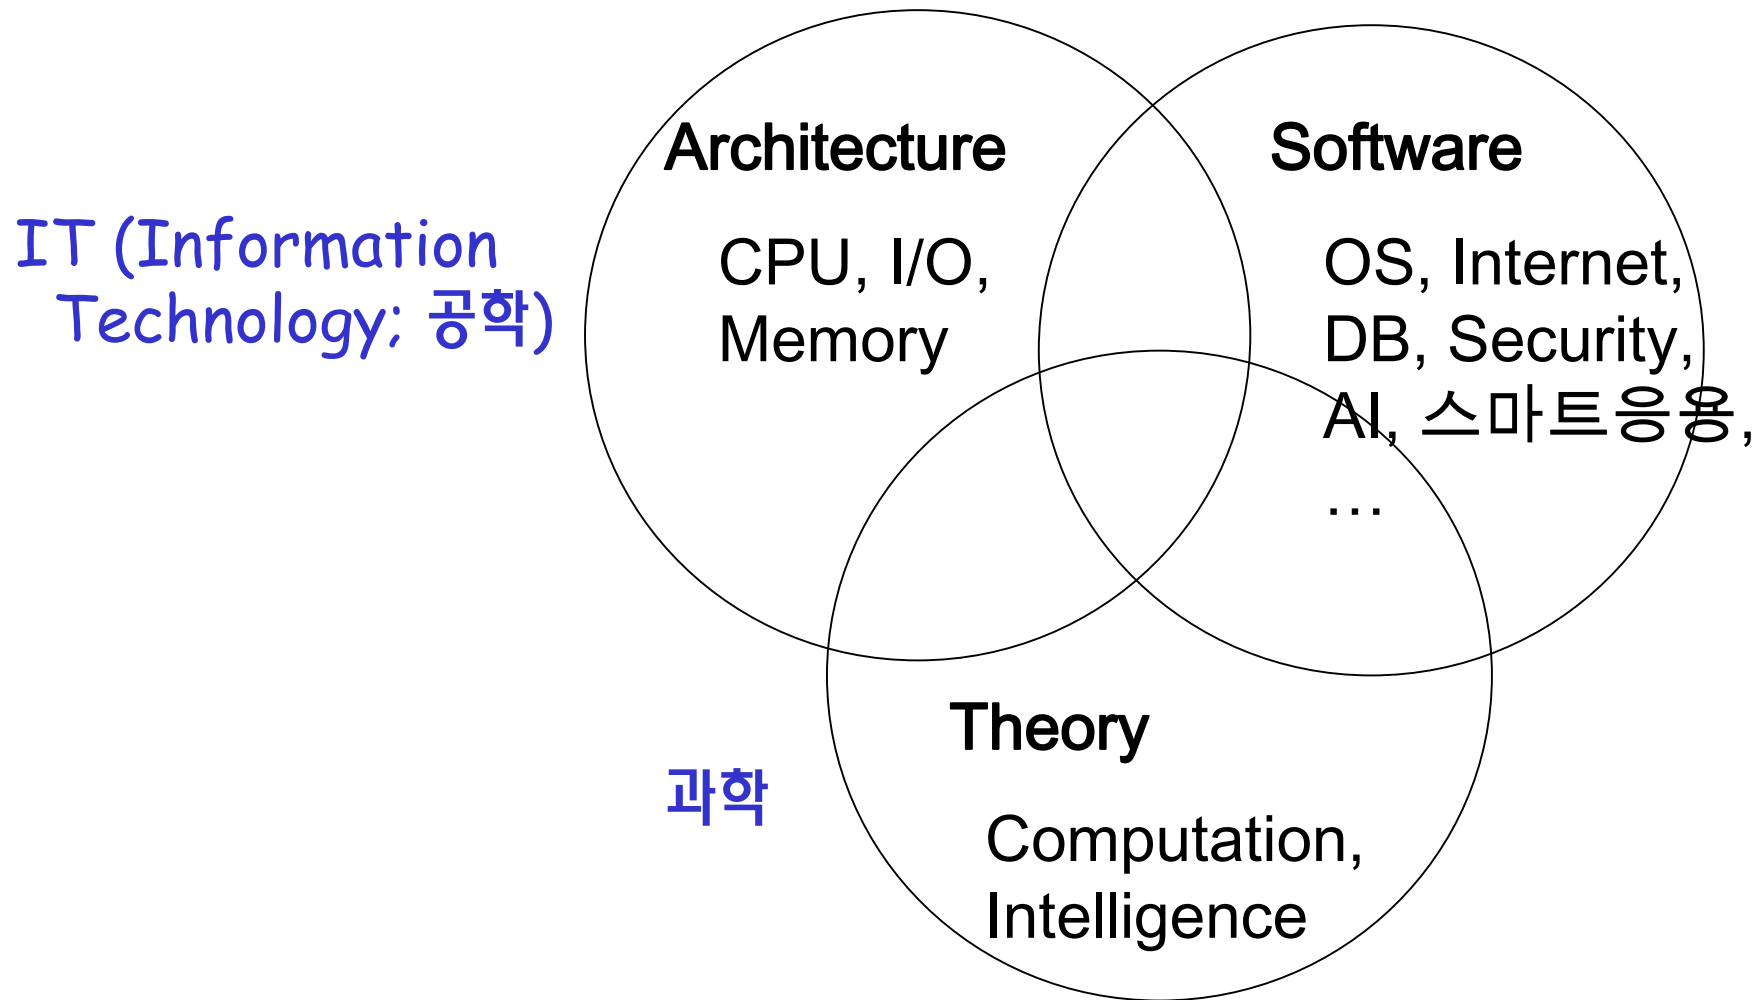 Architecture
CPU, I/O,
Memory
Software
OS, Internet,
DB, Security,
AI, 스마트응용,
…
IT (Information
Technology; 공학)
Theory
Computation,
Intelligence
과학